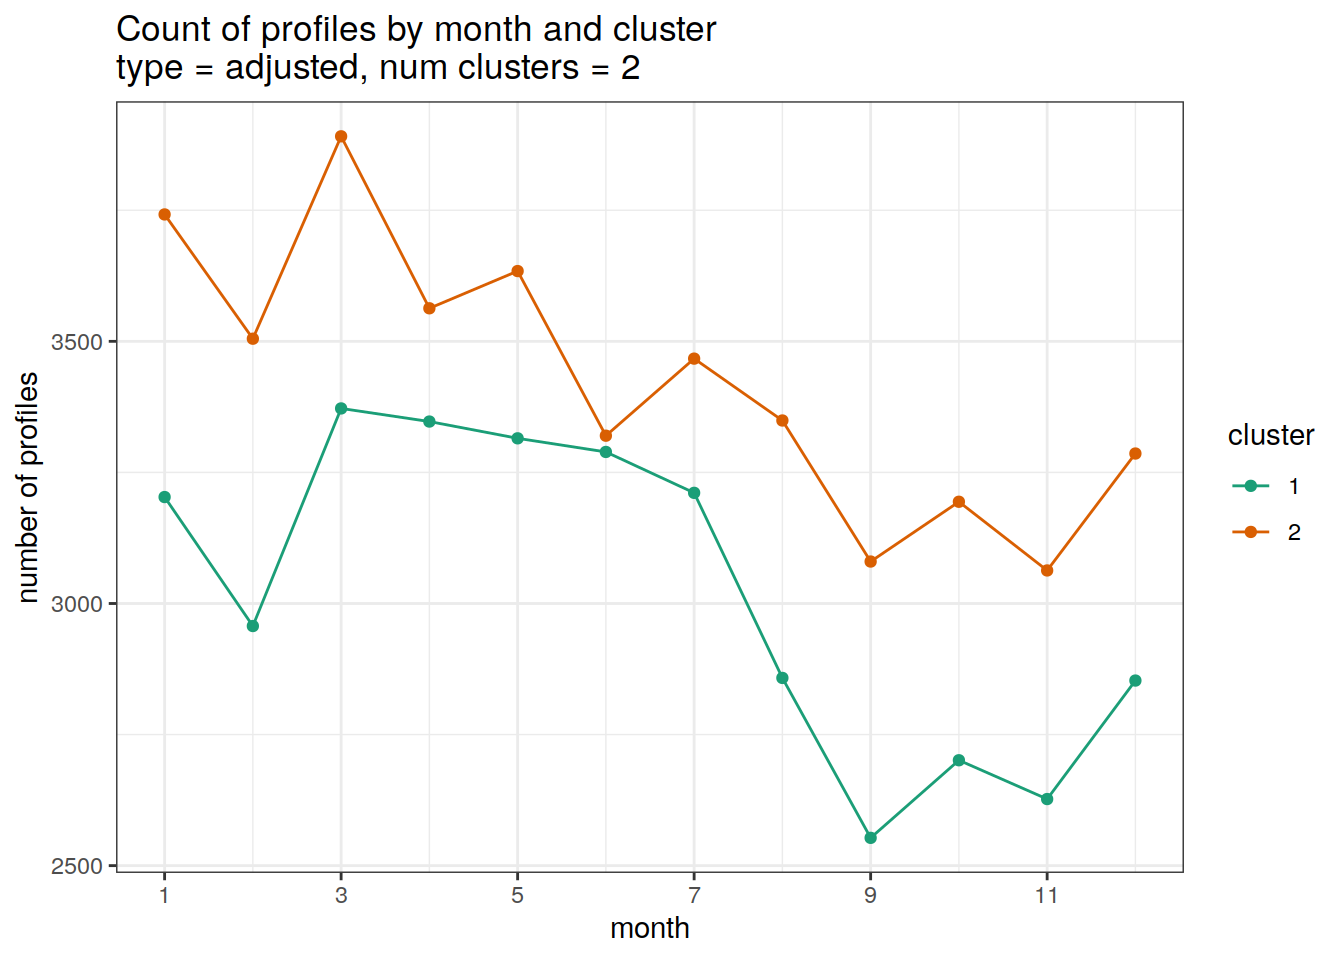 Count of profiles by month and cluster
type = adjusted, num clusters = 2
3500
3000
2500
number of profiles
1 3 5 7 9 11
month
cluster
1
2